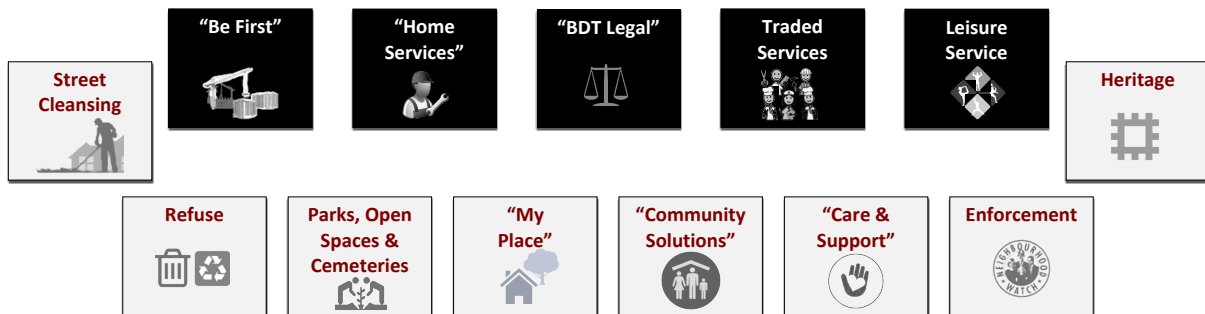 “Be First”
“Home
Services”
“BDT Legal”
Traded
Services
Leisure
Service
Street
Cleansing
Heritage
Refuse
Parks, Open
Spaces &
Cemeteries
“My
Place”
“Community
Solutions”
“Care &
Support”
Enforcement
NEIGHBOURHOOD
WATCH